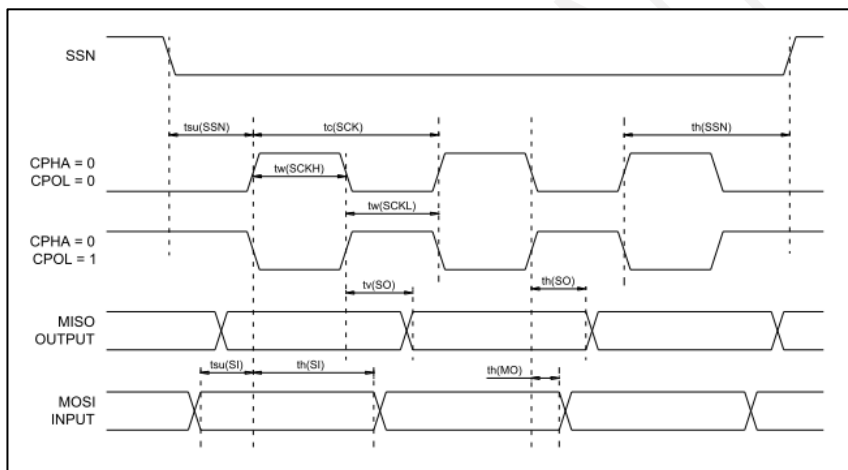 SSN
tsu(SSN)
tc(SCK)
th(SSN)
CPHA = 0
CPOL = 0
tw(SCKH)
tw(SCKL)
CPHA = 0
CPOL = 1
tv(SO)
th(SO)
MISO
OUTPUT
tsu(SI)
th(SI)
th(MO)
MOSI
INPUT